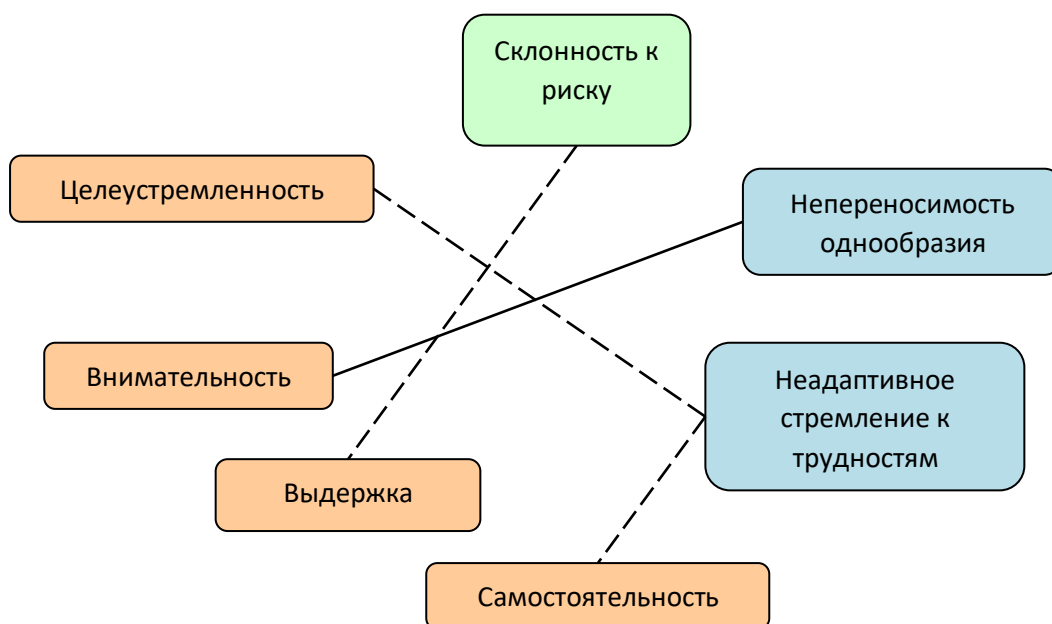 Склонность к
риску
Целеустремленность
Непереносимость
однообразия
Внимательность
Неадаптивное
стремление к
трудностям
Выдержка
Самостоятельность